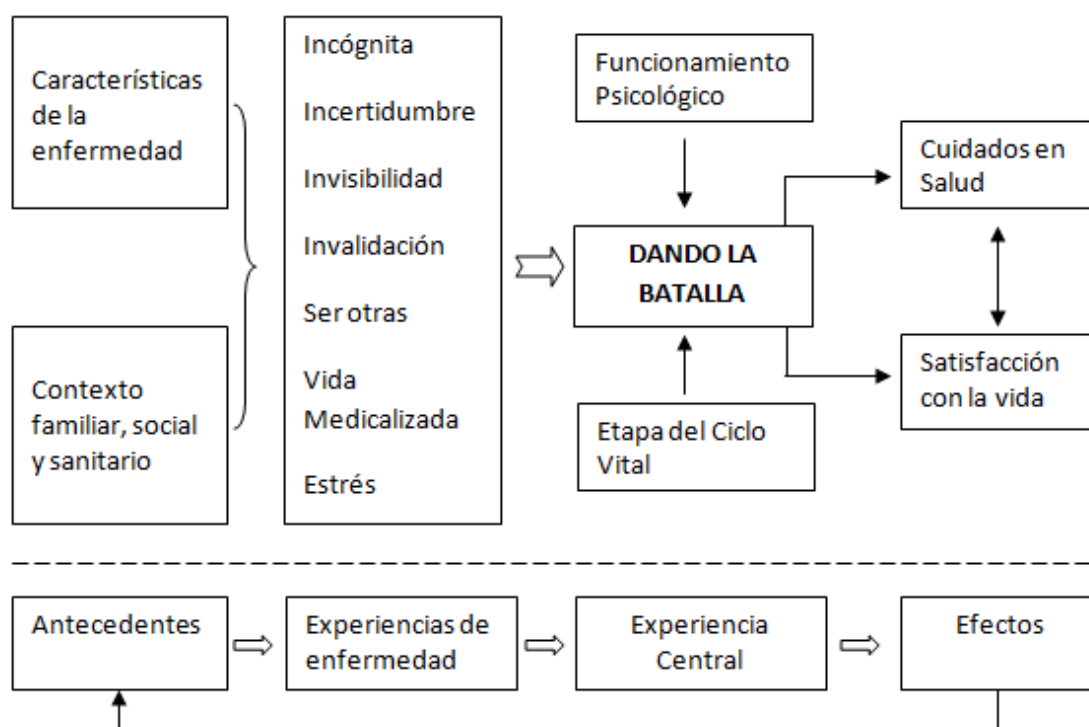 Características
de la
enfermedad
Contexto
familiar, social
y sanitario
Incógnita
Incertidumbre
Invisibilidad
Invalidación
Ser otras
Vida
Medicalizada
Estrés
Funcionamiento
Psicológico
DANDO LA
BATALLA
Etapa del Ciclo
Vital
Cuidados en
Salud
Satisfacción
con la vida
Antecedentes
Experiencias de
enfermedad
Experiencia
Central
Efectos